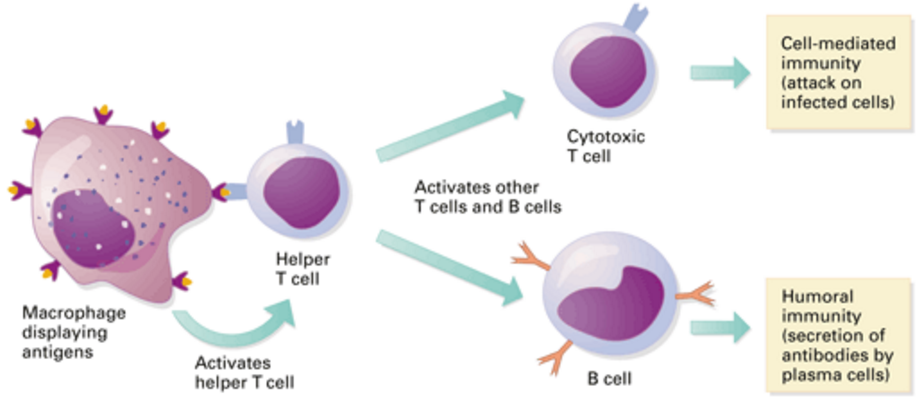 Macrophage
displaying
antigens
Activates
helper T cell
Helper
T cell
Activates other
T cells and B cells
Cytotoxic
T cell
Cell-mediated
immunity
(attack on
infected cells)
B cell
Humoral
immunity
(secretion of
antibodies by
plasma cells)